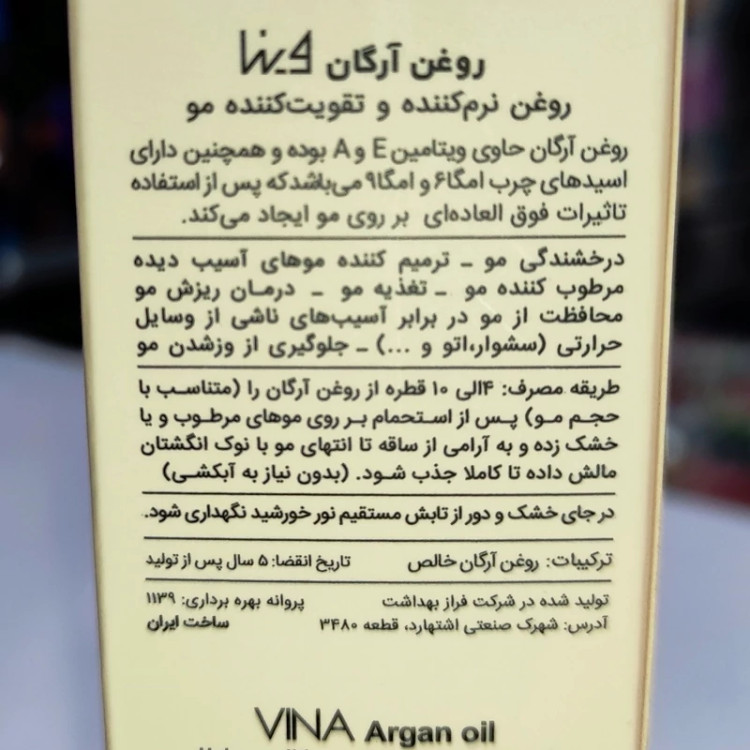 روغن آرگان وینا
روغن نرم‌کننده و تقویت‌کننده مو
روغن آرگان حاوی ویتامین E و A بوده و همچنین دارای
اسیدهای چرب امگا۶ و امگا۹ می‌باشد که پس از استفاده
تاثیرات فوق العاده‌ای بر روی مو ایجاد می‌کند.
درخشندگی مو - ترمیم کننده موهای آسیب دیده
مرطوب کننده مو - تغذیه مو - درمان ریزش مو
محافظت از مو در برابر آسیب‌های ناشی از وسایل
حرارتی (سشوار،اتو و ...) - جلوگیری از وزشدن مو
طریقه مصرف: ۴الی ۱۰ قطره از روغن آرگان را (متناسب با
حجم مو) پس از استحمام بر روی موهای مرطوب و یا
خشک زده و به آرامی از ساقه تا انتهای مو با نوک انگشتان
مالش داده تا کاملا جذب شود. (بدون نیاز به آبکشی)
در جای خشک و دور از تابش مستقیم نور خورشید نگهداری شود.
ترکیبات: روغن آرگان خالص تاریخ انقضا: ۵ سال پس از تولید
تولید شده در شرکت فراز بهداشت پروانه بهره برداری: ۱۱۳۹
آدرس: شهرک صنعتی اشتهارد، قطعه ۳۴۸۰ ساخت ایران
VINA Argan oil